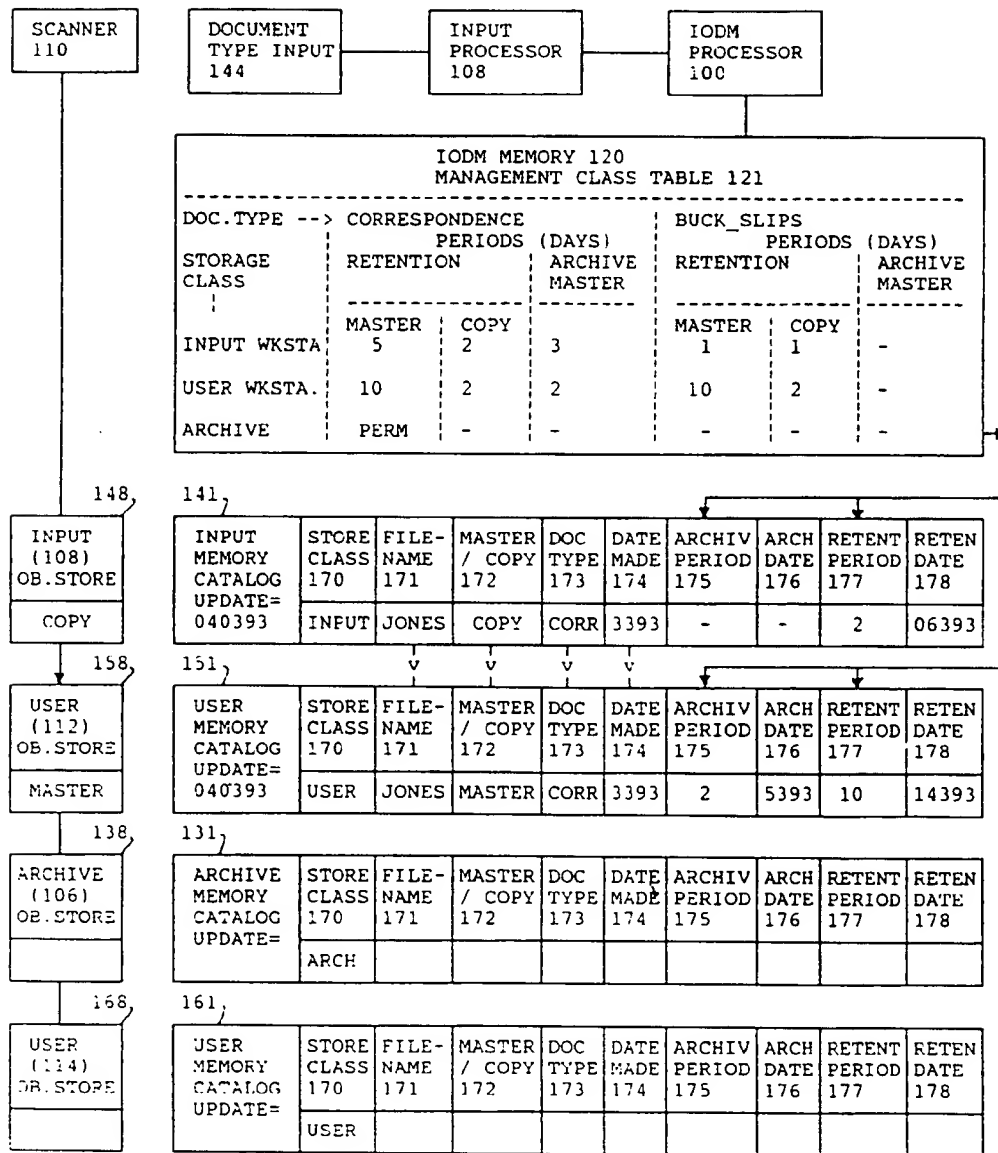 SCANNER 110
DOCUMENT TYPE INPUT 144
INPUT PROCESSOR 108
IODM PROCESSOR 100
IODM MEMORY 120
MANAGEMENT CLASS TABLE 121
DOC.TYPE --> CORRESPONDENCE BUCK_SLIPS
PERIODS (DAYS) PERIODS (DAYS)
STORAGE RETENTION ARCHIVE RETENTION ARCHIVE
CLASS MASTER MASTER
MASTER COPY MASTER COPY
INPUT WKSTA 5 2 3 1 1 -
USER WKSTA. 10 2 2 10 2 -
ARCHIVE PERM - - - - -
148
INPUT
(108)
OB.STORE
COPY
141
INPUT STORE FILE- MASTER DOC DATE ARCHIV ARCH RETENT RETEN
MEMORY CLASS NAME / COPY TYPE MADE PERIOD DATE PERIOD DATE
CATALOG 170 171 172 173 174 175 176 177 178
UPDATE=
040393 INPUT JONES COPY CORR 3393 - - 2 06393
v v v v
158
USER
(112)
OB.STORE
MASTER
151
USER STORE FILE- MASTER DOC DATE ARCHIV ARCH RETENT RETEN
MEMORY CLASS NAME / COPY TYPE MADE PERIOD DATE PERIOD DATE
CATALOG 170 171 172 173 174 175 176 177 178
UPDATE=
040393 USER JONES MASTER CORR 3393 2 5393 10 14393
138
ARCHIVE
(106)
OB.STORE
131
ARCHIVE STORE FILE- MASTER DOC DATE ARCHIV ARCH RETENT RETEN
MEMORY CLASS NAME / COPY TYPE MADE PERIOD DATE PERIOD DATE
CATALOG 170 171 172 173 174 175 176 177 178
UPDATE=
ARCH
168
USER
(114)
OB.STORE
161
USER STORE FILE- MASTER DOC DATE ARCHIV ARCH RETENT RETEN
MEMORY CLASS NAME / COPY TYPE MADE PERIOD DATE PERIOD DATE
CATALOG 170 171 172 173 174 175 176 177 178
UPDATE=
USER